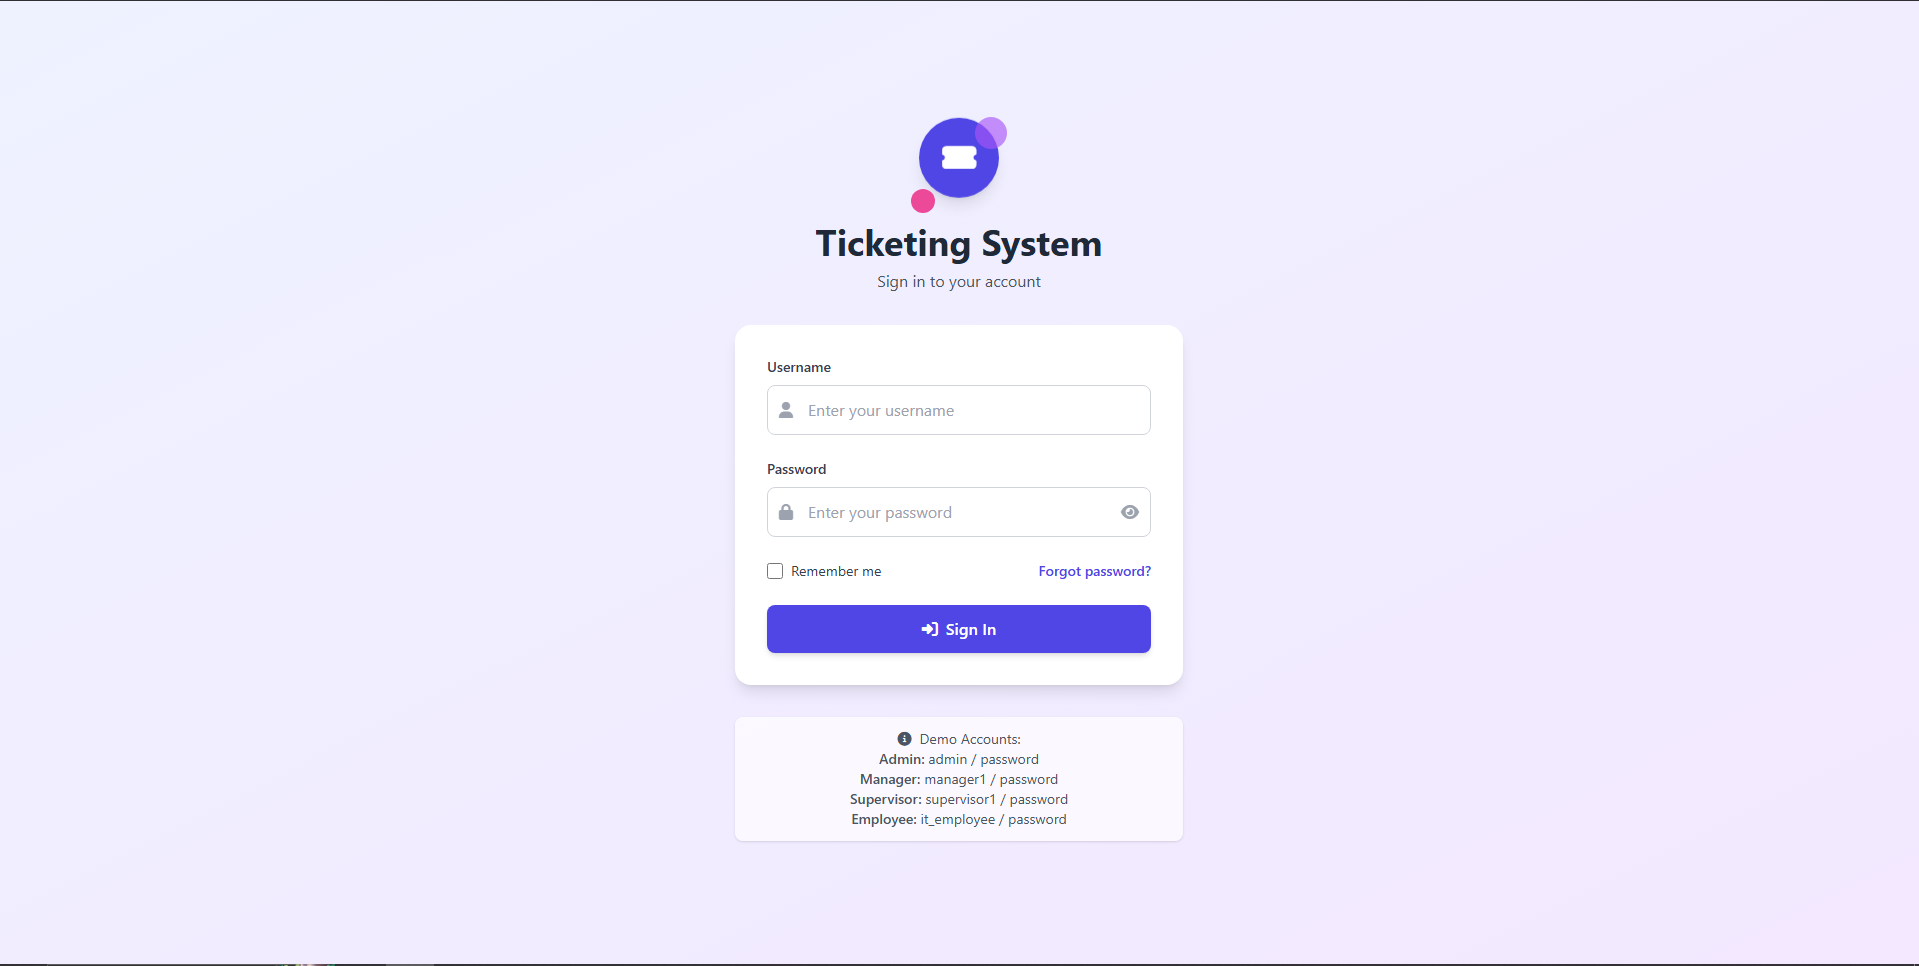 Ticketing System
Sign in to your account
Username
Enter your username
Password
Enter your password
Remember me
Forgot password?
Sign In
Demo Accounts:
Admin: admin / password
Manager: manager1 / password
Supervisor: supervisor1 / password
Employee: it_employee / password